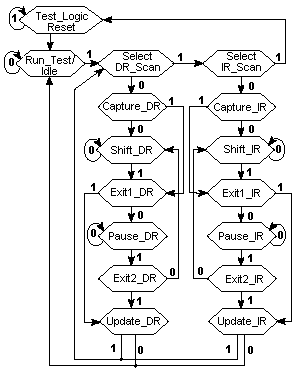 Test_Logic
1
Reset
0
0
Run_Test/
Idle
1
Select
DR_Scan
1
Select
IR_Scan
1
0
0
Capture_DR
1
1
Capture_IR
0
0
Shift_DR
0
Shift_IR
0
1
1
1
Exit1_DR
1
Exit1_IR
1
0
0
0
Pause_DR
0
Pause_IR
0
1
1
Exit2_DR
0
0
Exit2_IR
1
1
Update_DR
Update_IR
1
0
1
0